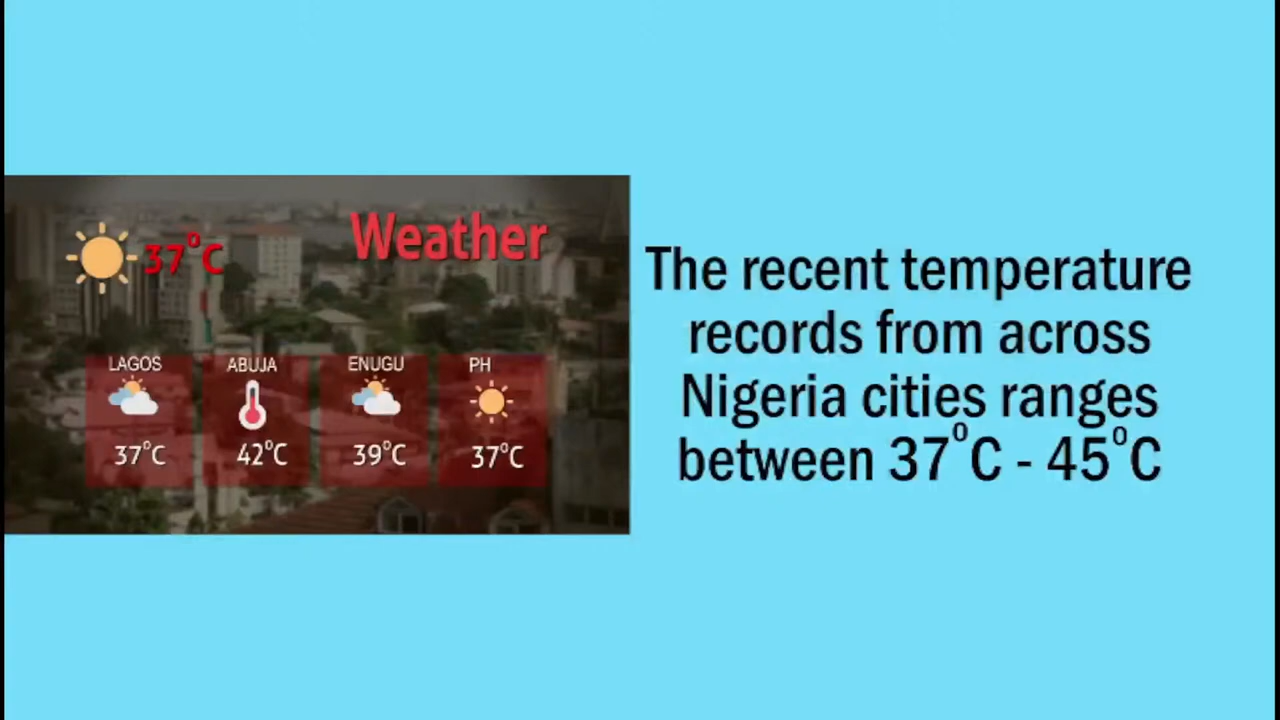 37°C
Weather
LAGOS ABUJA ENUGU PH
37°C 42°C 39°C 37°C
The recent temperature
records from across
Nigeria cities ranges
between 37°C - 45°C